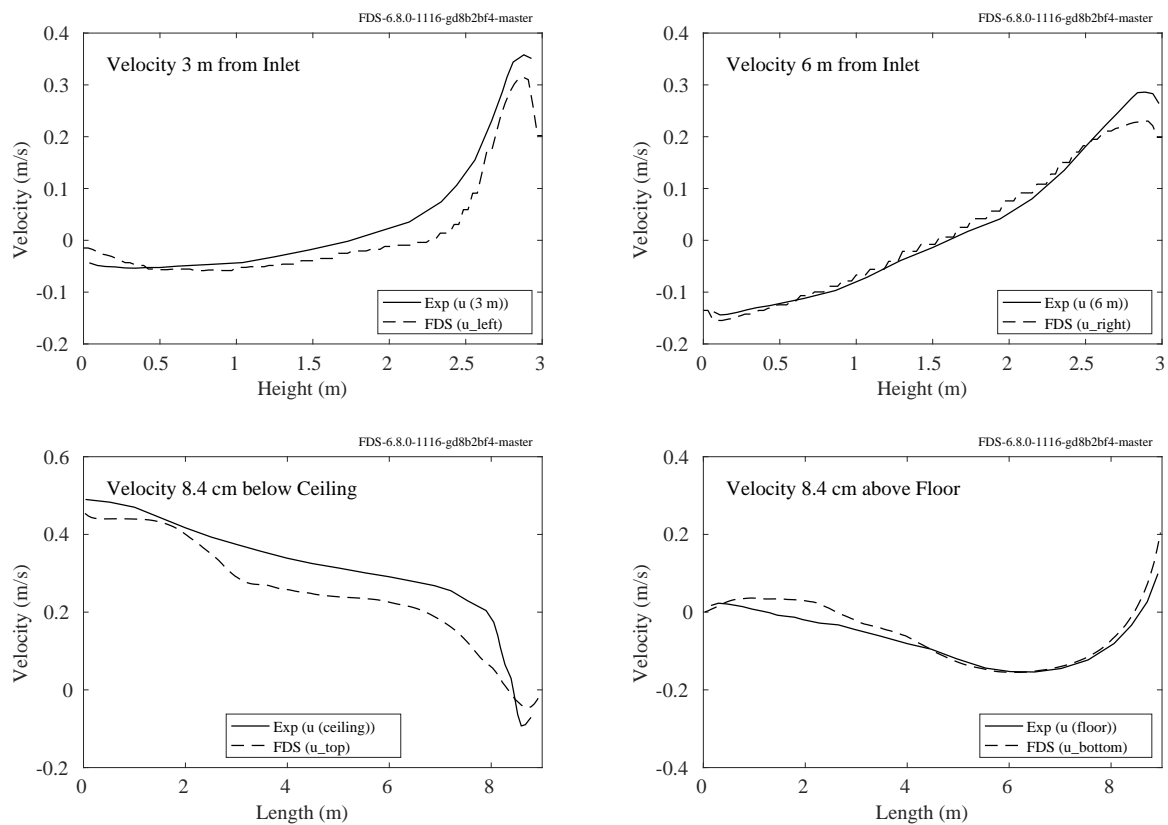 FDS-6.8.0-1116-gd8b2bf4-master
Velocity 3 m from Inlet
0.4
0.3
0.2
0.1
0
-0.1
-0.2
Velocity (m/s)
Exp (u (3 m))
FDS (u_left)
0 0.5 1 1.5 2 2.5 3
Height (m)
FDS-6.8.0-1116-gd8b2bf4-master
Velocity 6 m from Inlet
0.4
0.3
0.2
0.1
0
-0.1
-0.2
Velocity (m/s)
Exp (u (6 m))
FDS (u_right)
0 0.5 1 1.5 2 2.5 3
Height (m)
FDS-6.8.0-1116-gd8b2bf4-master
Velocity 8.4 cm below Ceiling
0.6
0.4
0.2
0
-0.2
Velocity (m/s)
Exp (u (ceiling))
FDS (u_top)
0 2 4 6 8
Length (m)
FDS-6.8.0-1116-gd8b2bf4-master
Velocity 8.4 cm above Floor
0.4
0.2
0
-0.2
-0.4
Velocity (m/s)
Exp (u (floor))
FDS (u_bottom)
0 2 4 6 8
Length (m)